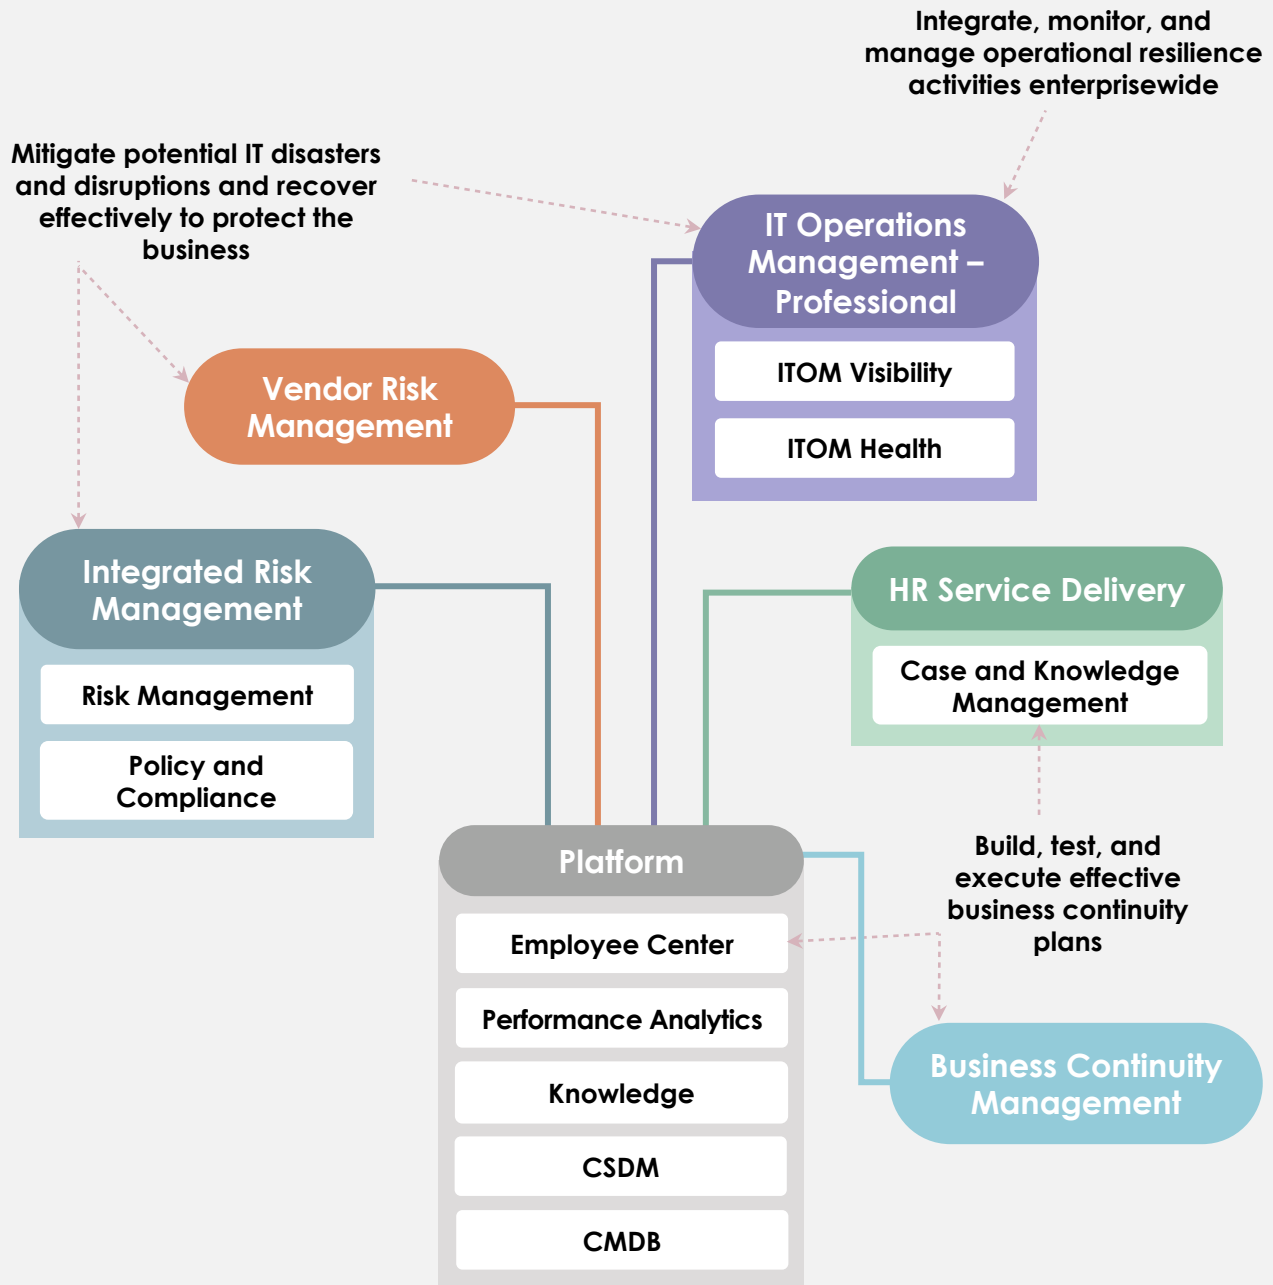 Integrate, monitor, and
manage operational resilience
activities enterprisewide
Mitigate potential IT disasters
and disruptions and recover
effectively to protect the
business
IT Operations
Management –
Professional
ITOM Visibility
ITOM Health
Vendor Risk
Management
Integrated Risk
Management
Risk Management
Policy and
Compliance
HR Service Delivery
Case and Knowledge
Management
Build, test, and
execute effective
business continuity
plans
Platform
Employee Center
Performance Analytics
Knowledge
CSDM
CMDB
Business Continuity
Management